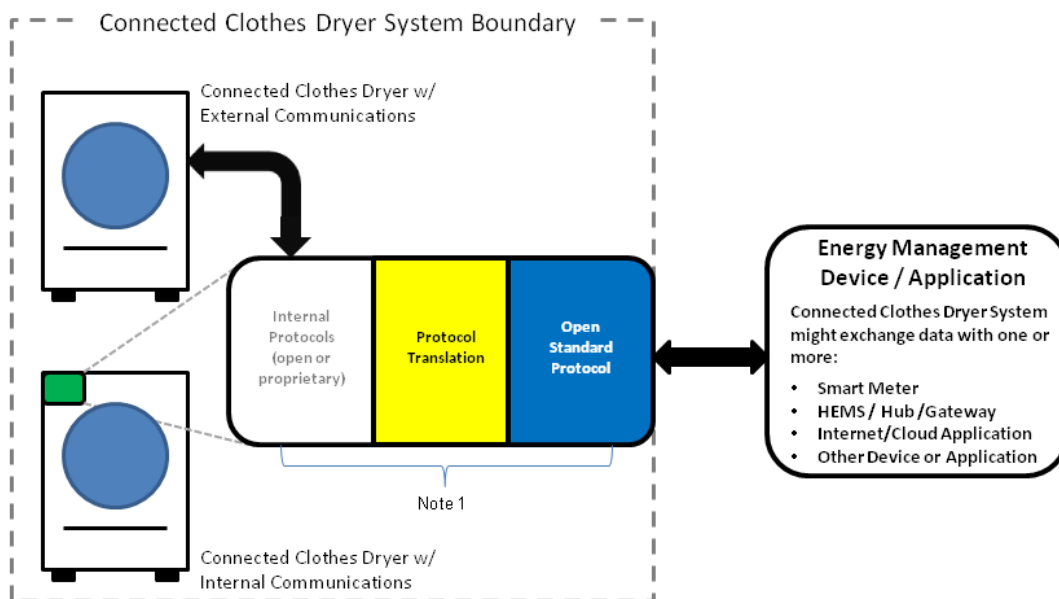 Connected Clothes Dryer System Boundary
Connected Clothes Dryer w/
External Communications
Internal
Protocols
(open or
proprietary)
Protocol
Translation
Open
Standard
Protocol
Note 1
Connected Clothes Dryer w/
Internal Communications
Energy Management
Device / Application
Connected Clothes Dryer System
might exchange data with one or
more:
• Smart Meter
• HEMS / Hub /Gateway
• Internet/Cloud Application
• Other Device or Application